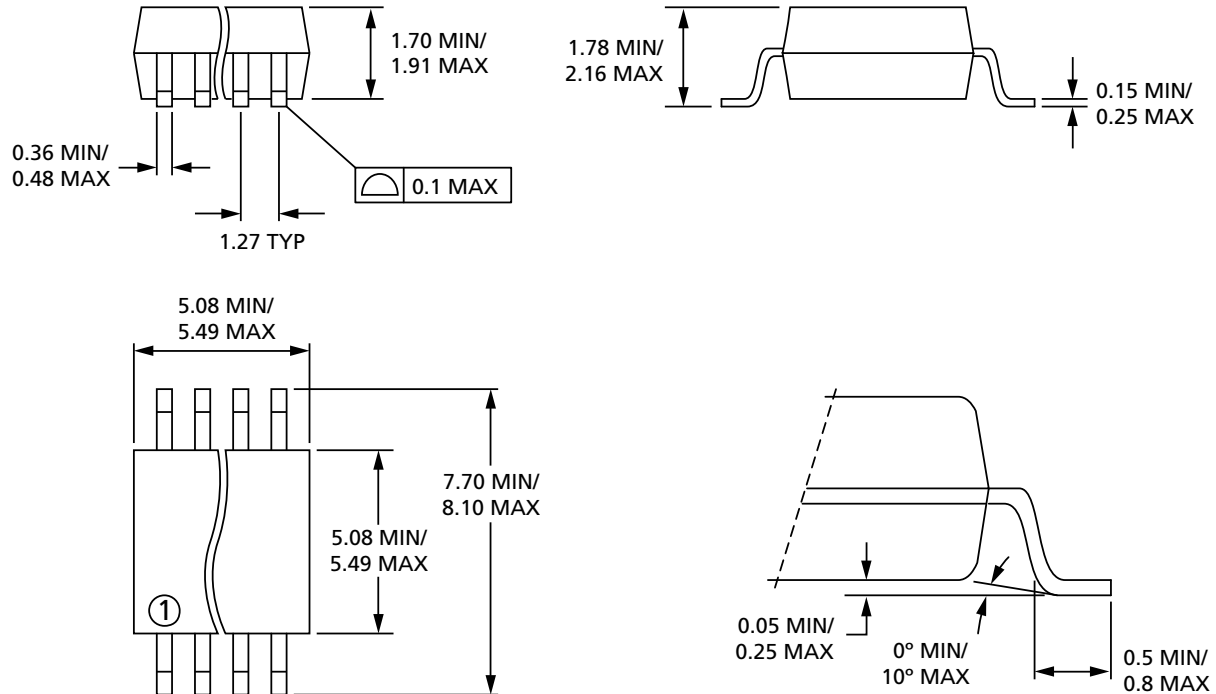 1.70 MIN/
1.91 MAX
1.78 MIN/
2.16 MAX
0.15 MIN/
0.25 MAX
0.36 MIN/
0.48 MAX
0.1 MAX
1.27 TYP
5.08 MIN/
5.49 MAX
7.70 MIN/
8.10 MAX
5.08 MIN/
5.49 MAX
1
0.05 MIN/
0.25 MAX
0° MIN/
10° MAX
0.5 MIN/
0.8 MAX